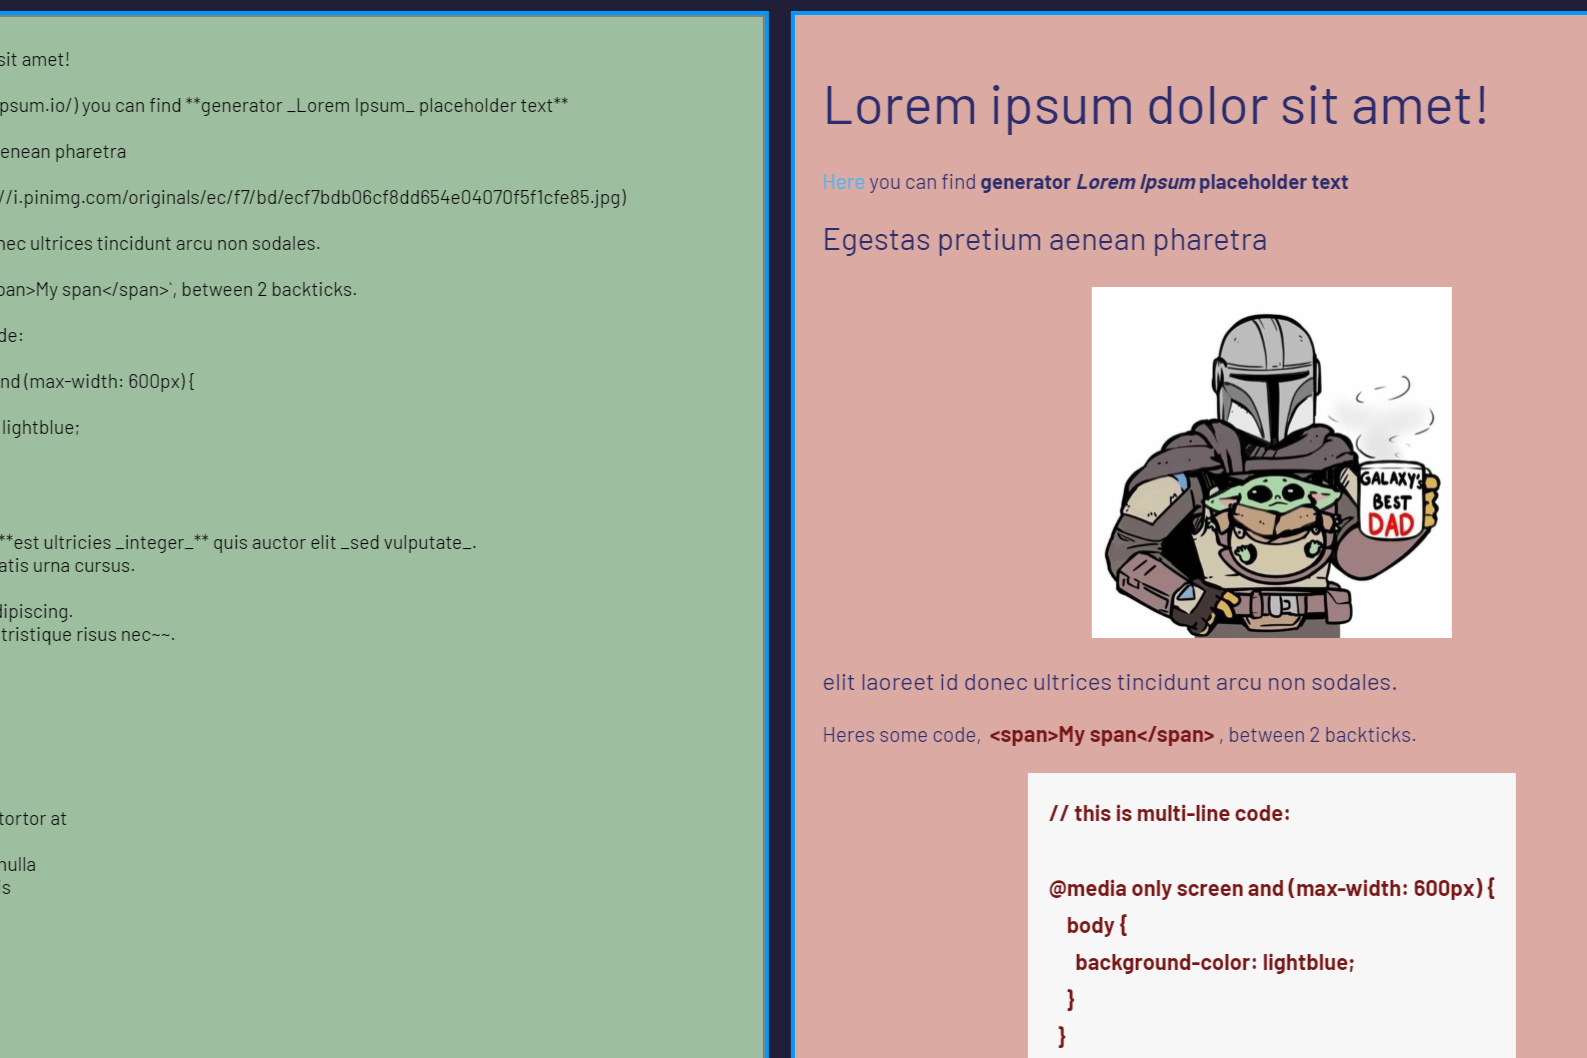 sit amet!
psum.io/) you can find **generator _Lorem Ipsum_ placeholder text**
enean pharetra
//i.pinimg.com/originals/ec/f7/bd/ecf7bdb06cf8dd654e04070f5f1cfe85.jpg)
nec ultrices tincidunt arcu non sodales.
pan>My span</span>`, between 2 backticks.
de:
nd (max-width: 600px) {
lightblue;
**est ultricies _integer_** quis auctor elit _sed vulputate_.
atis urna cursus.
dipiscing.
tristique risus nec~~.
tortor at
nulla
is
Lorem ipsum dolor sit amet!
Here you can find generator Lorem Ipsum placeholder text
Egestas pretium aenean pharetra
GALAXY'S
BEST
DAD
elit laoreet id donec ultrices tincidunt arcu non sodales.
Heres some code, <span>My span</span> , between 2 backticks.
// this is multi-line code:
@media only screen and (max-width: 600px) {
body {
background-color: lightblue;
}
}